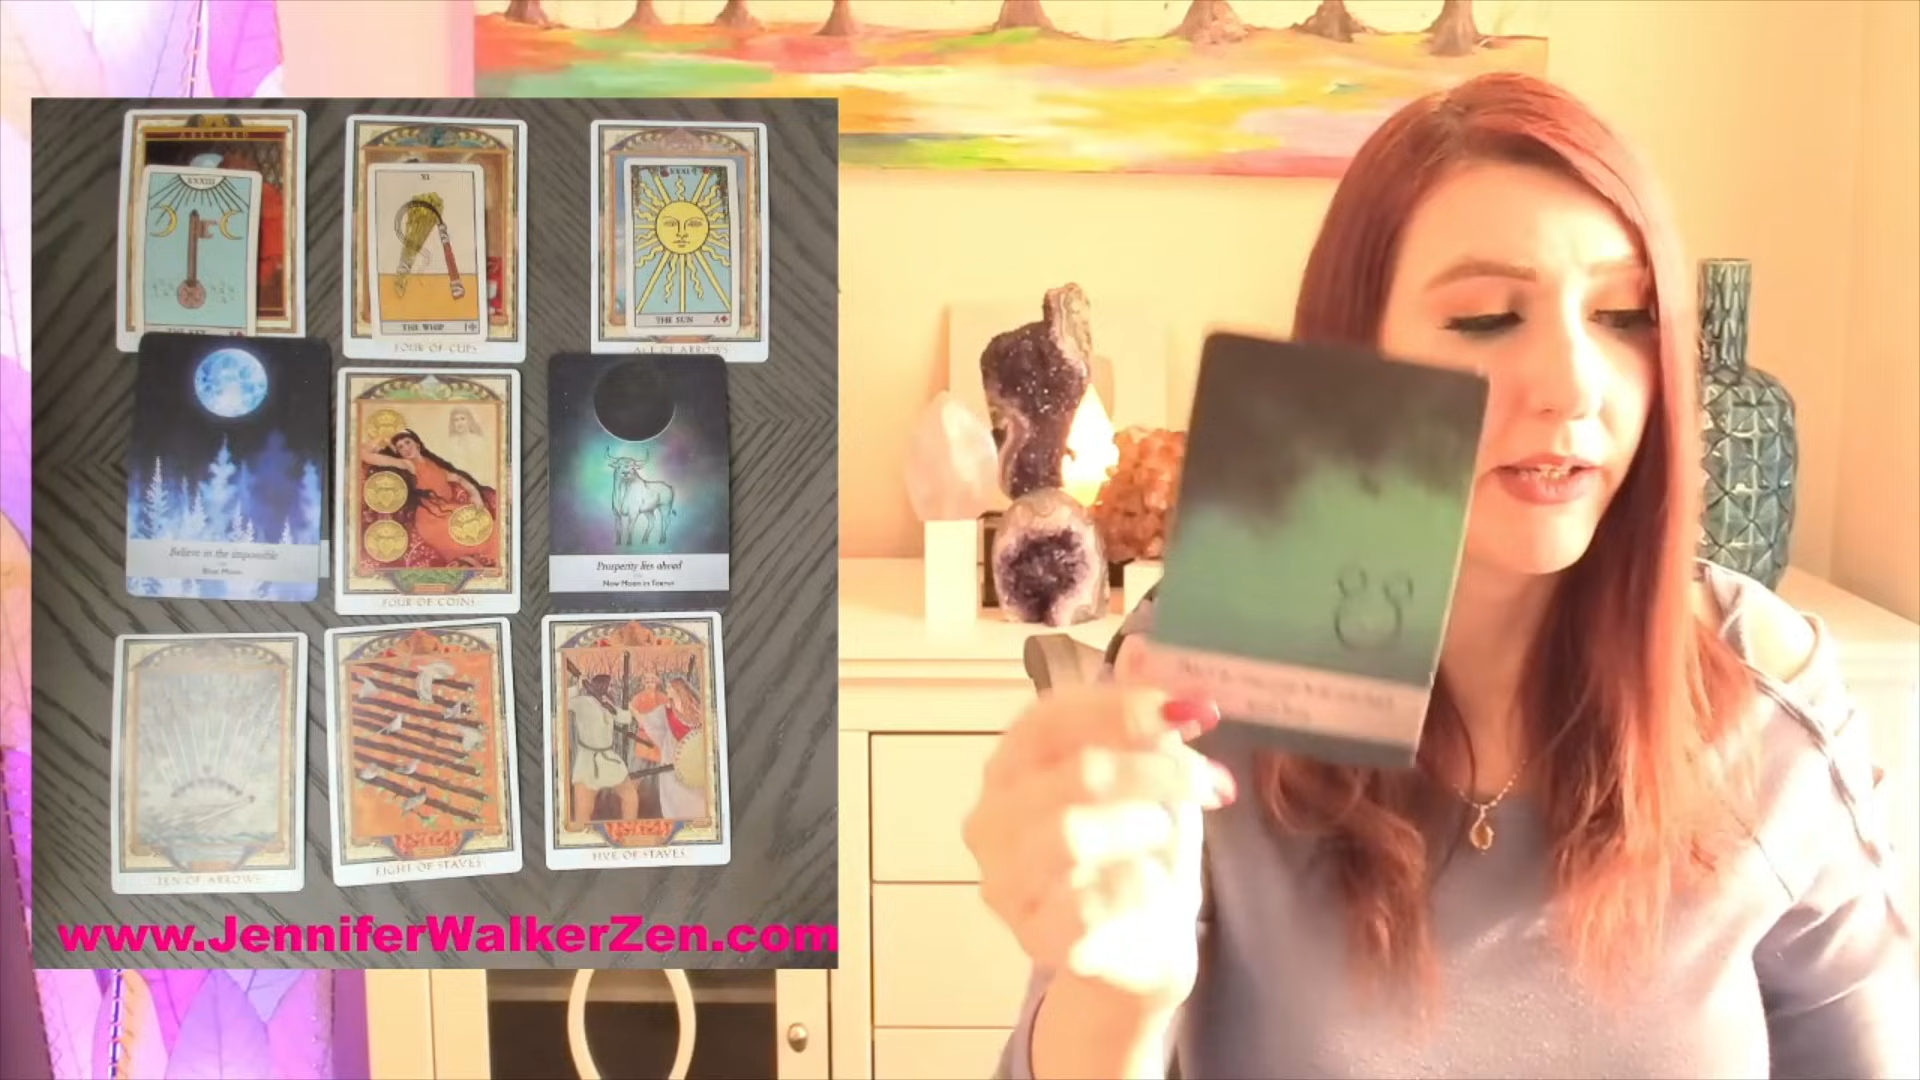 XXXIII
XI
THE WHIP
FOUR OF CUPS
XXXI
THE SUN
ACE OF ARROWS
Believe in the impossible
Blue Moon
FOUR OF COINS
Prosperity lies ahead
New Moon in Taurus
TEN OF ARROWS
EIGHT OF STAVES
FIVE OF STAVES
www.JenniferWalkerZen.com